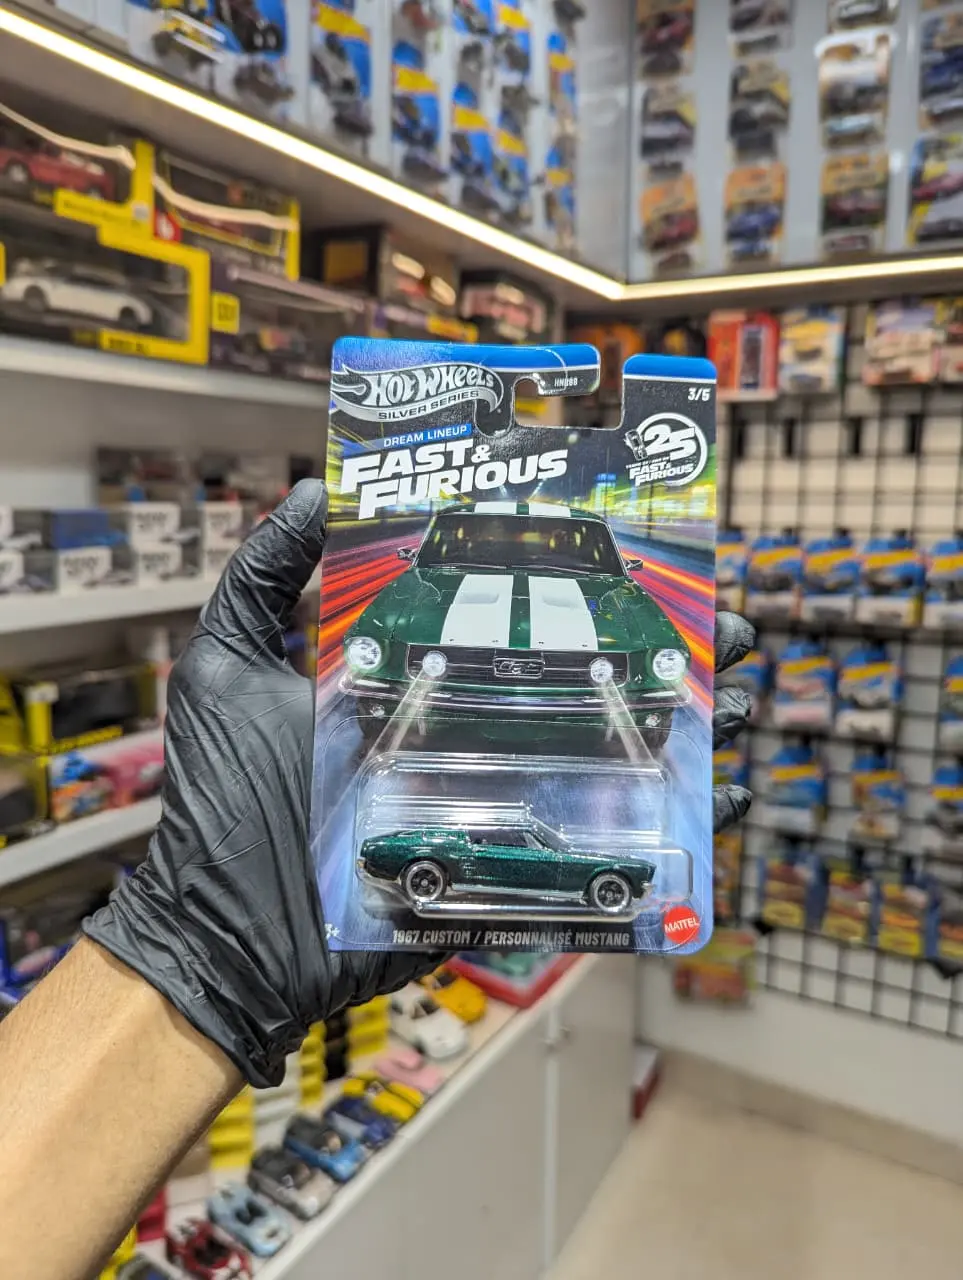 HOT WHEELS
SILVER SERIES
HNR88
3/5
DREAM LINEUP
FAST &
FURIOUS
25
FAST &
FURIOUS
1967 CUSTOM / PERSONNALISÉ MUSTANG
MATTEL